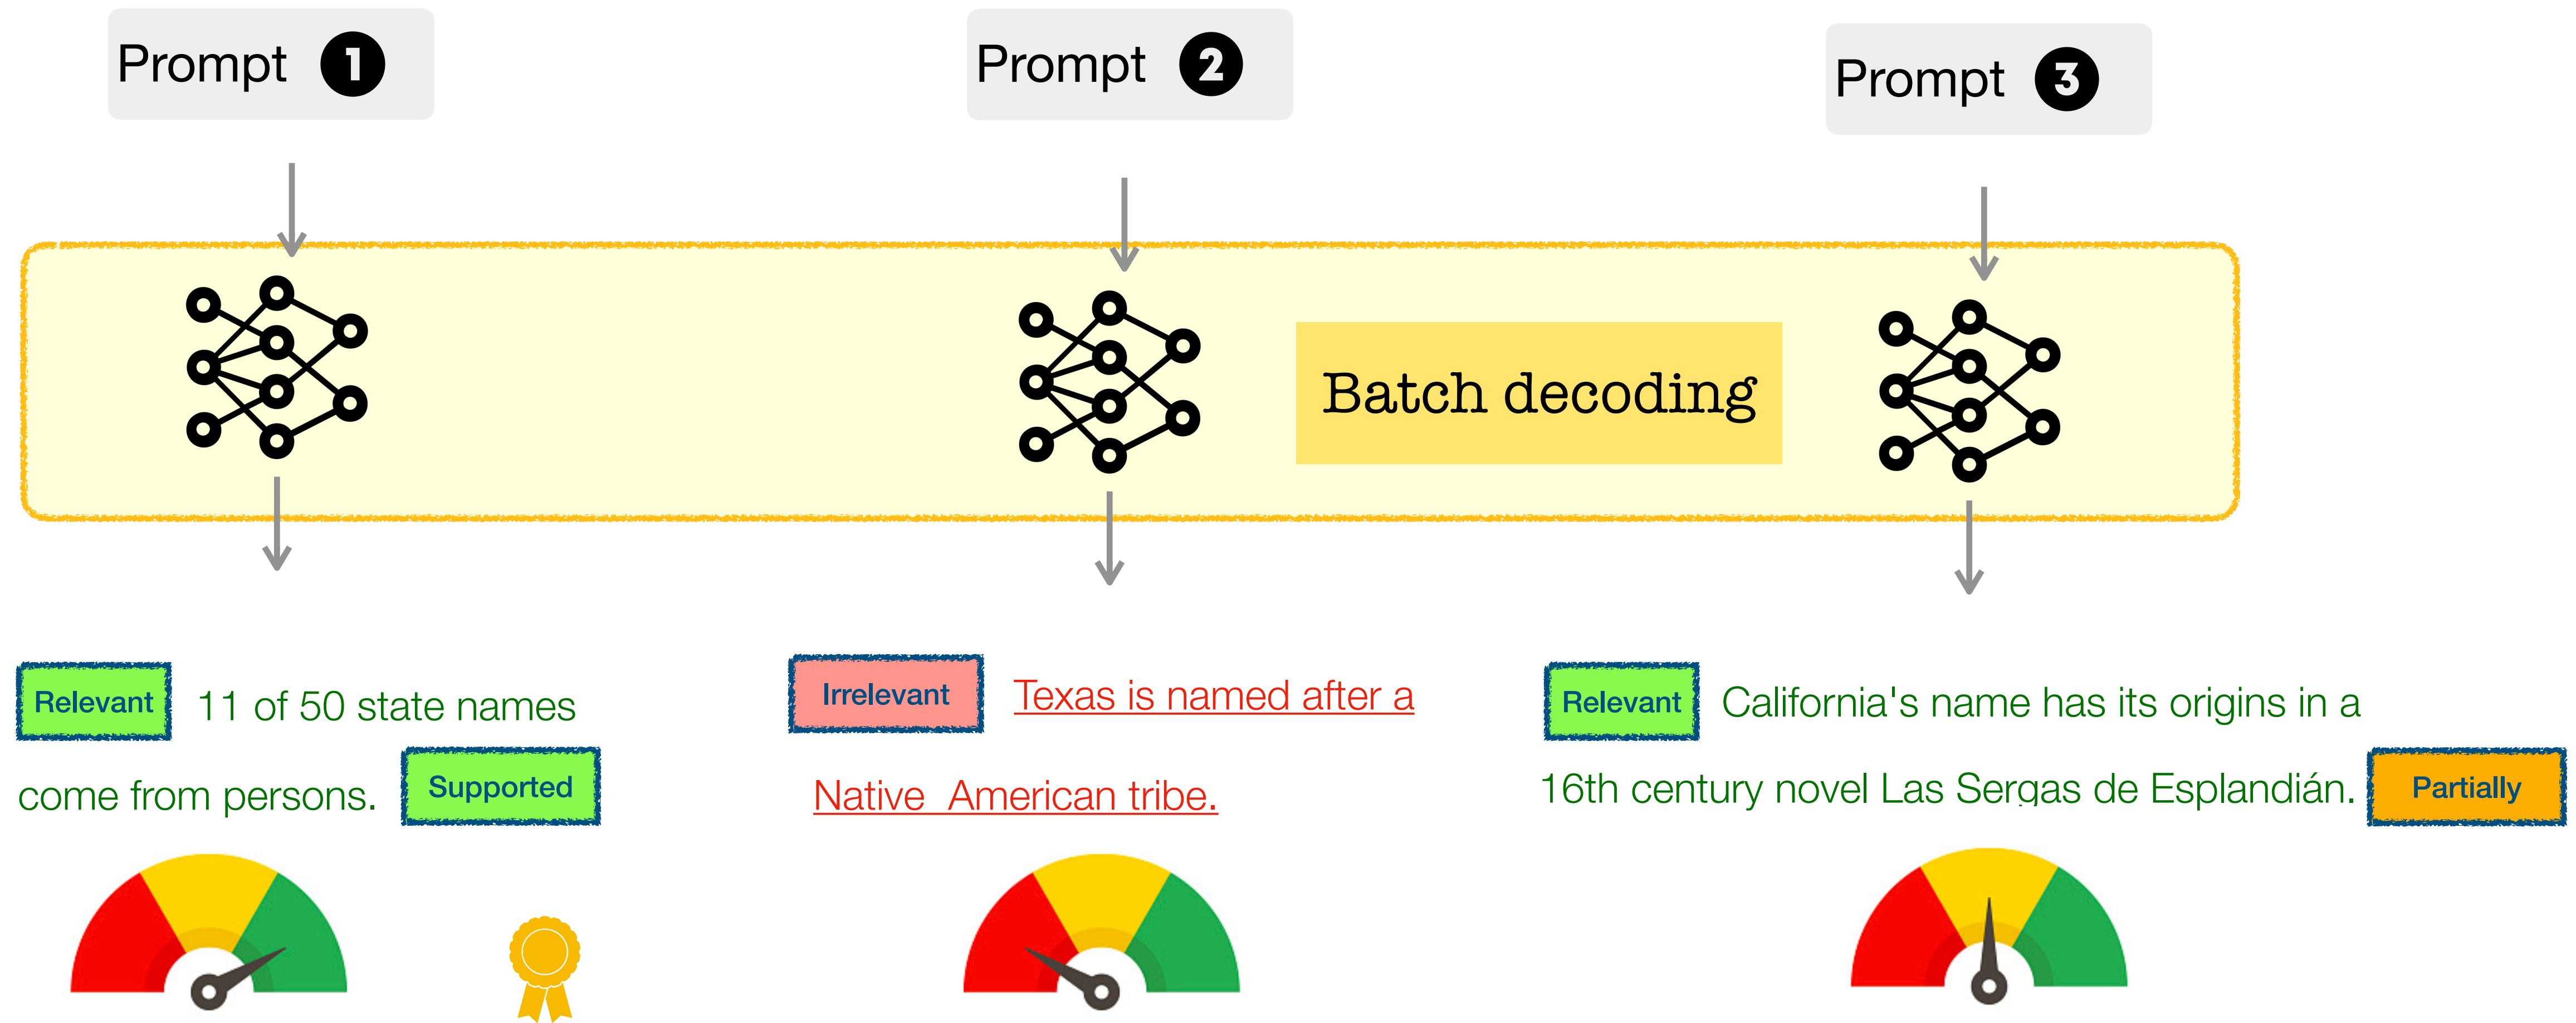 Prompt 1
Prompt 2
Prompt 3
Batch decoding
Relevant 11 of 50 state names
come from persons. Supported
Irrelevant Texas is named after a
Native American tribe.
Relevant California's name has its origins in a
16th century novel Las Sergas de Esplandián. Partially